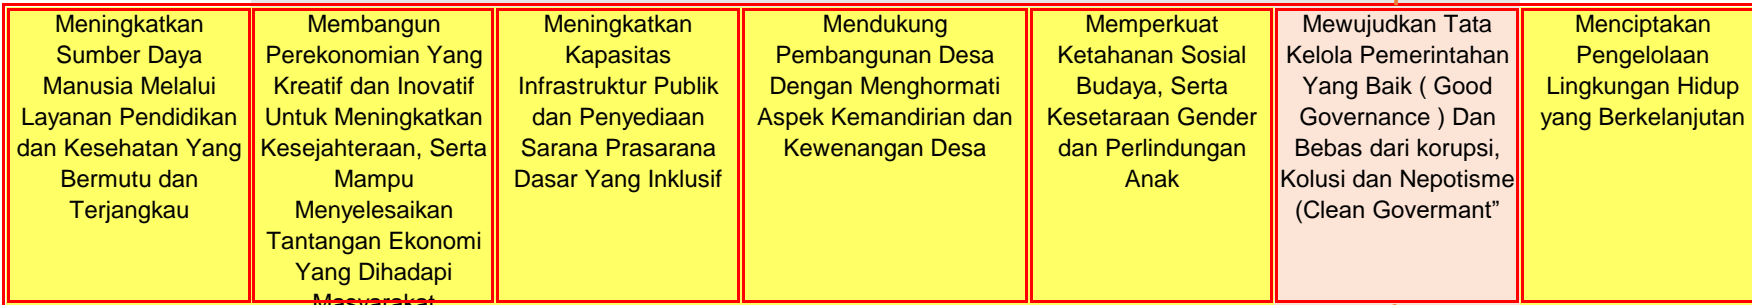 Meningkatkan
Sumber Daya
Manusia Melalui
Layanan Pendidikan
dan Kesehatan Yang
Bermutu dan
Terjangkau
Membangun
Perekonomian Yang
Kreatif dan Inovatif
Untuk Meningkatkan
Kesejahteraan, Serta
Mampu
Menyelesaikan
Tantangan Ekonomi
Yang Dihadapi
Masyarakat
Meningkatkan
Kapasitas
Infrastruktur Publik
dan Penyediaan
Sarana Prasarana
Dasar Yang Inklusif
Mendukung
Pembangunan Desa
Dengan Menghormati
Aspek Kemandirian dan
Kewenangan Desa
Memperkuat
Ketahanan Sosial
Budaya, Serta
Kesetaraan Gender
dan Perlindungan
Anak
Mewujudkan Tata
Kelola Pemerintahan
Yang Baik ( Good
Governance ) Dan
Bebas dari korupsi,
Kolusi dan Nepotisme
(Clean Govermant”
Menciptakan
Pengelolaan
Lingkungan Hidup
yang Berkelanjutan